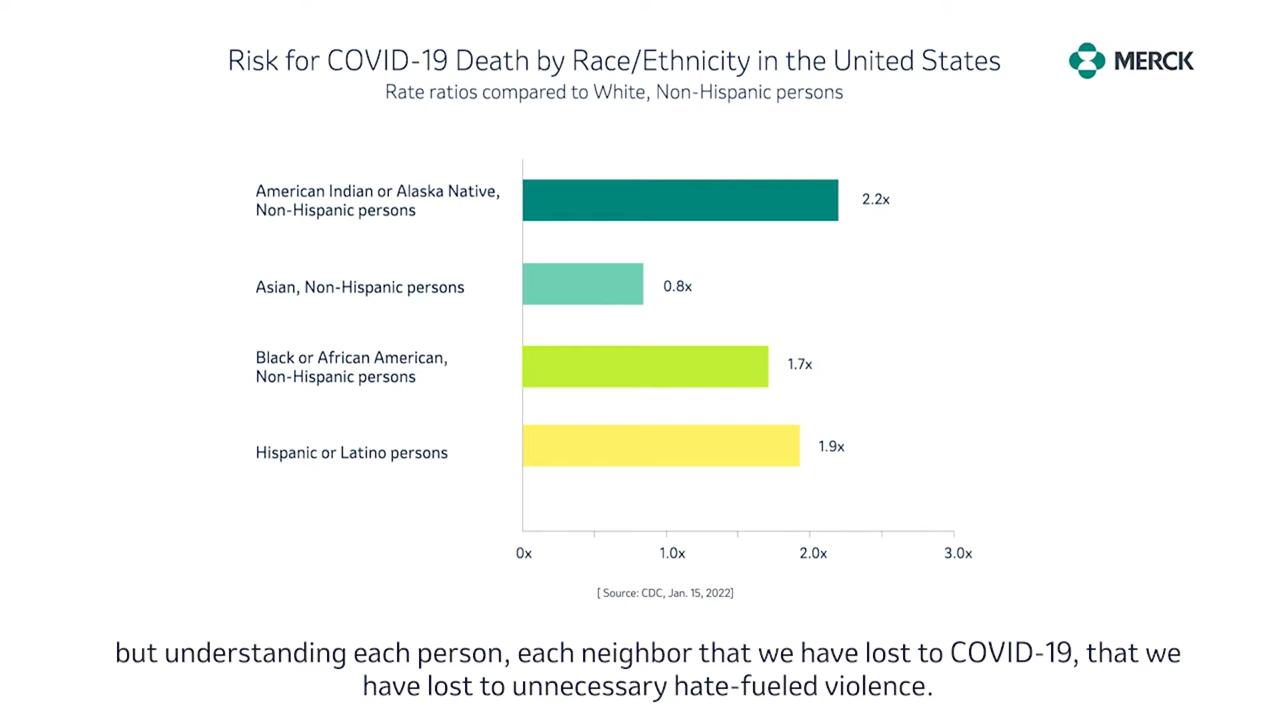 Risk for COVID-19 Death by Race/Ethnicity in the United States
MERCK
Rate ratios compared to White, Non-Hispanic persons
American Indian or Alaska Native,
Non-Hispanic persons
2.2x
Asian, Non-Hispanic persons
0.8x
Black or African American,
Non-Hispanic persons
1.7x
Hispanic or Latino persons
1.9x
0x 1.0x 2.0x 3.0x
[ Source: CDC, Jan. 15, 2022]
but understanding each person, each neighbor that we have lost to COVID-19, that we
have lost to unnecessary hate-fueled violence.